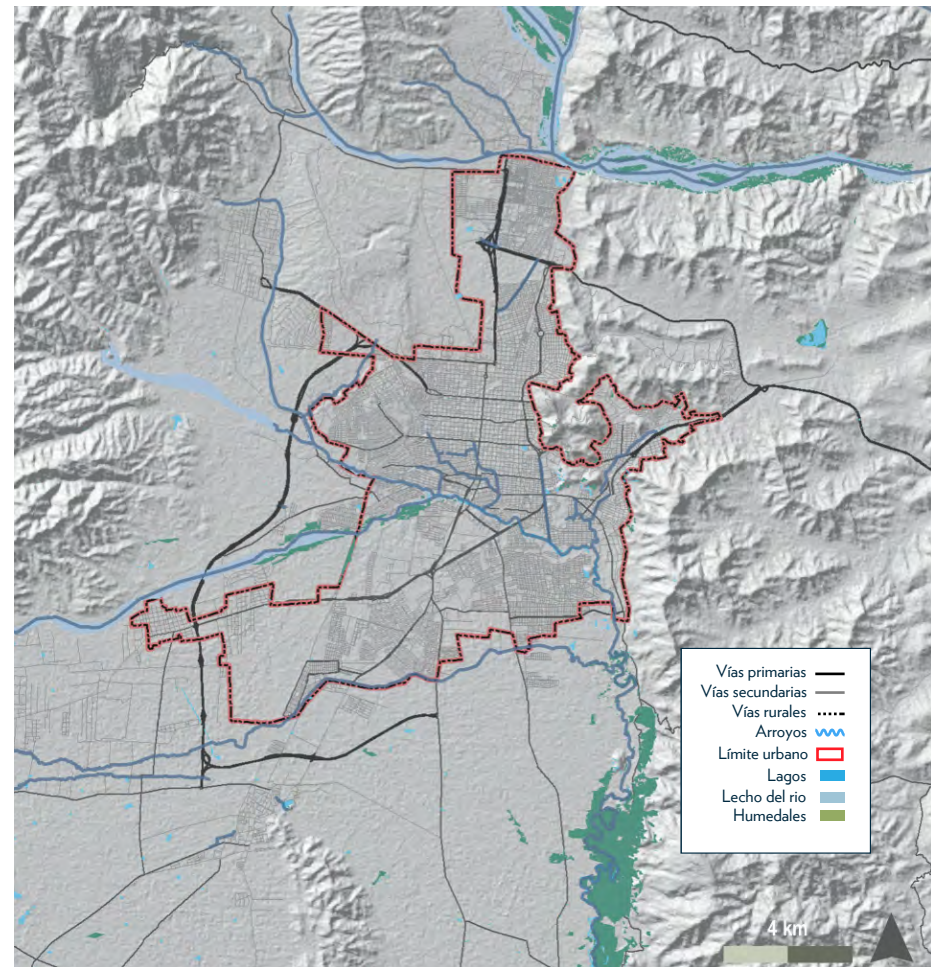 Vías primarias
Vías secundarias
Vías rurales
Arroyos
Límite urbano
Lagos
Lecho del rio
Humedales
4 km